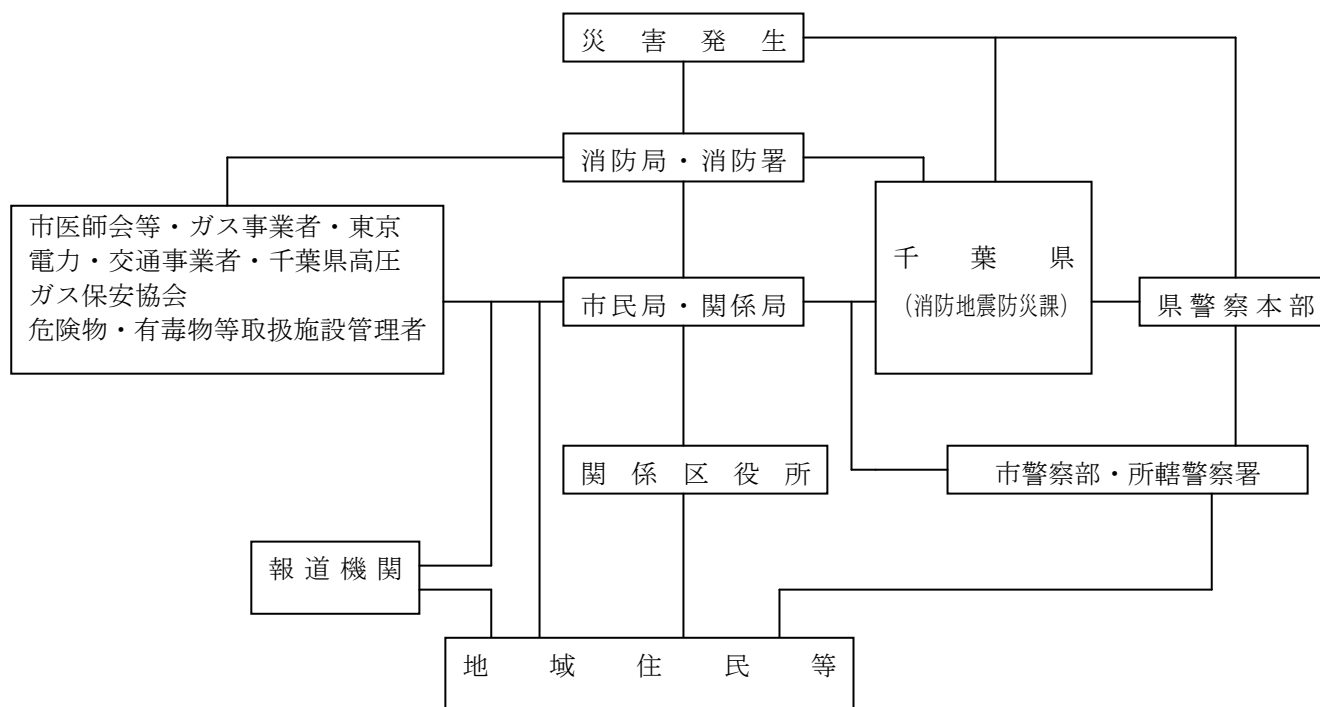 災害発生
消防局・消防署
市医師会等・ガス事業者・東京
電力・交通事業者・千葉県高圧
ガス保安協会
危険物・有毒物等取扱施設管理者
市民局・関係局
千葉県
（消防地震防災課）
県警察本部
関係区役所
市警察部・所轄警察署
報道機関
地域住民等